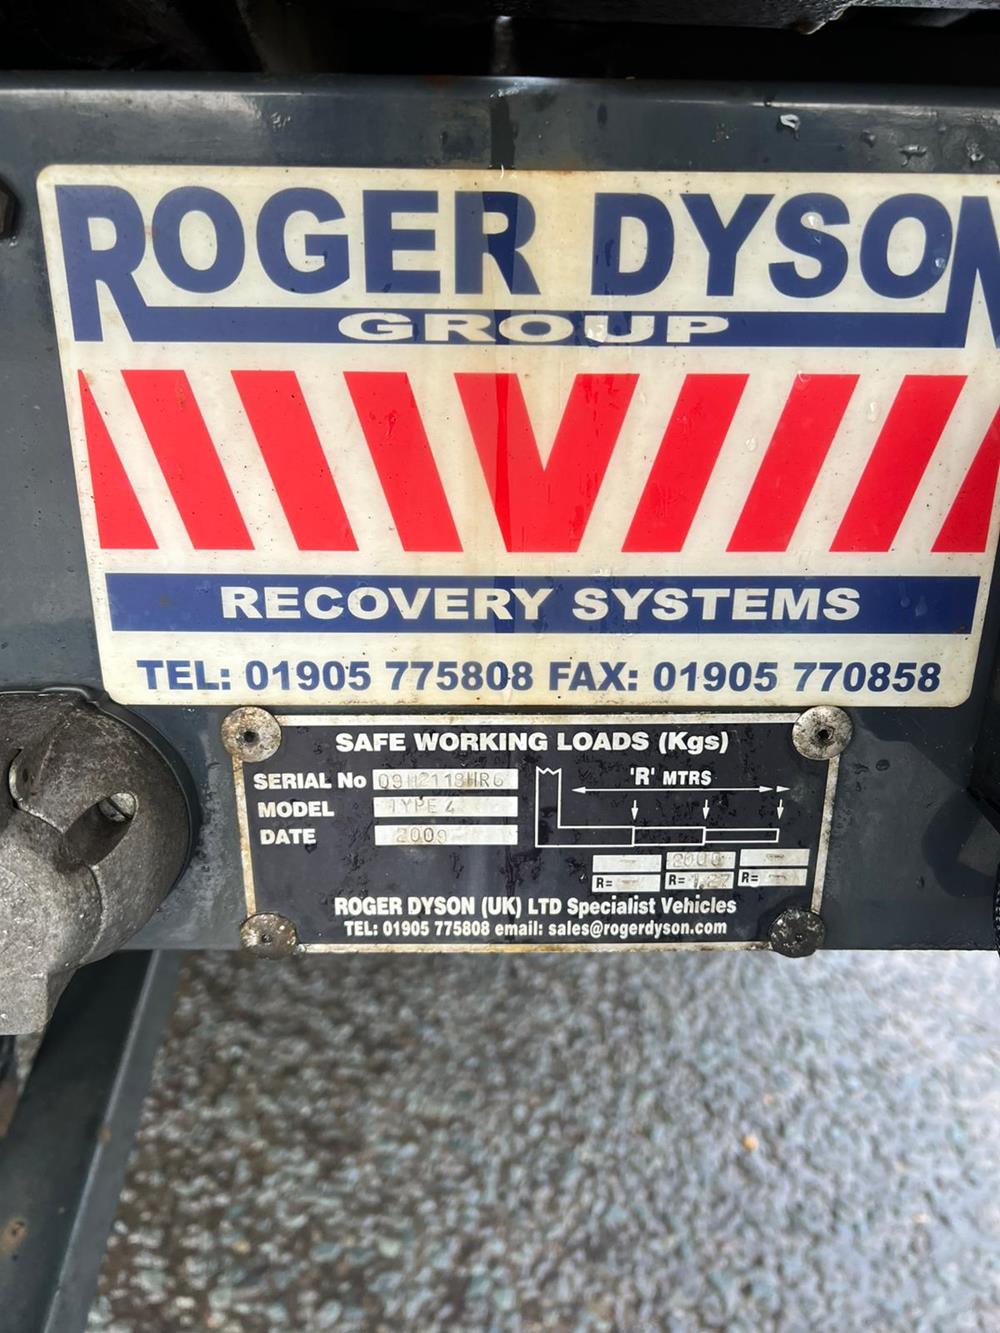 ROGER DYSON
GROUP
RECOVERY SYSTEMS
TEL: 01905 775808 FAX: 01905 770858
SAFE WORKING LOADS (Kgs)
SERIAL No 09H2118HR6
MODEL TYPE 4
DATE 2009
'R' MTRS
- 2000 -
R= - R= 1.27 R= -
ROGER DYSON (UK) LTD Specialist Vehicles
TEL: 01905 775808 email: sales@rogerdyson.com